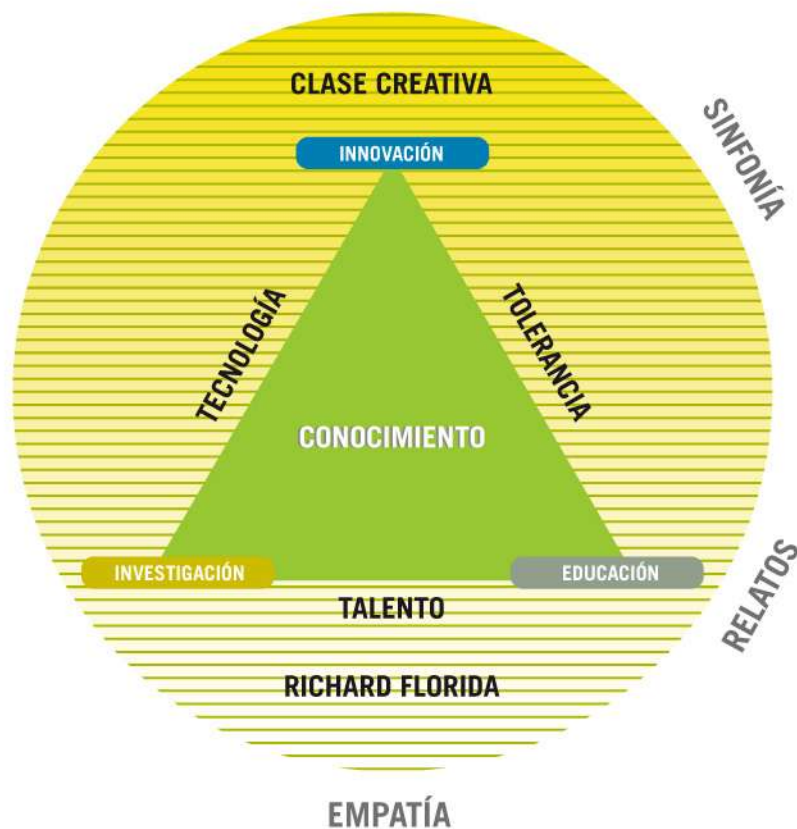 CLASE CREATIVA
SINFONÍA
INNOVACIÓN
TECNOLOGÍA
TOLERANCIA
CONOCIMIENTO
INVESTIGACIÓN
EDUCACIÓN
RELATOS
TALENTO
RICHARD FLORIDA
EMPATÍA